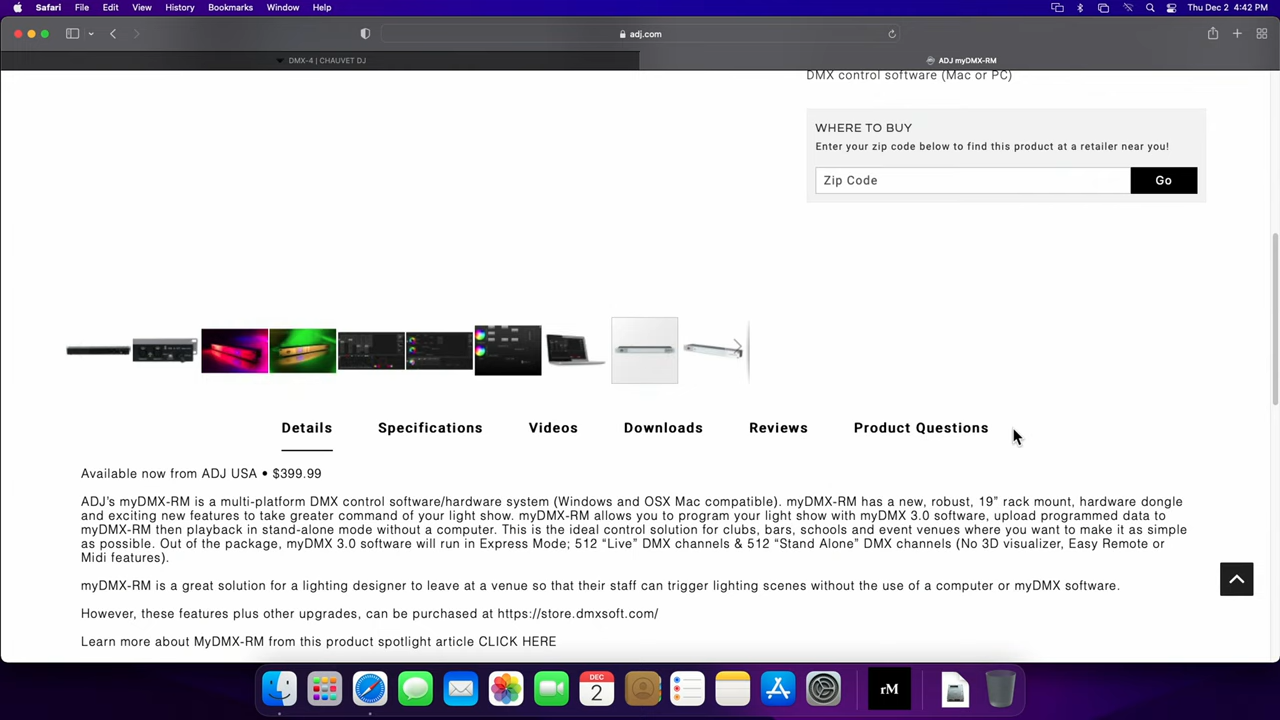 Safari File Edit View History Bookmarks Window Help Thu Dec 2 4:42 PM
adj.com
DMX-4 | CHAUVET DJ ADJ myDMX-RM
DMX control software (Mac or PC)
WHERE TO BUY
Enter your zip code below to find this product at a retailer near you!
Zip Code Go
Details Specifications Videos Downloads Reviews Product Questions
Available now from ADJ USA • $399.99
ADJ's myDMX-RM is a multi-platform DMX control software/hardware system (Windows and OSX Mac compatible). myDMX-RM has a new, robust, 19” rack mount, hardware dongle
and exciting new features to take greater command of your light show. myDMX-RM allows you to program your light show with myDMX 3.0 software, upload programmed data to
myDMX-RM then playback in stand-alone mode without a computer. This is the ideal control solution for clubs, bars, schools and event venues where you want to make it as simple
as possible. Out of the package, myDMX 3.0 software will run in Express Mode; 512 “Live” DMX channels & 512 “Stand Alone” DMX channels (No 3D visualizer, Easy Remote or
Midi features).
myDMX-RM is a great solution for a lighting designer to leave at a venue so that their staff can trigger lighting scenes without the use of a computer or myDMX software.
However, these features plus other upgrades, can be purchased at https://store.dmxsoft.com/
Learn more about MyDMX-RM from this product spotlight article CLICK HERE
DEC
2
rM